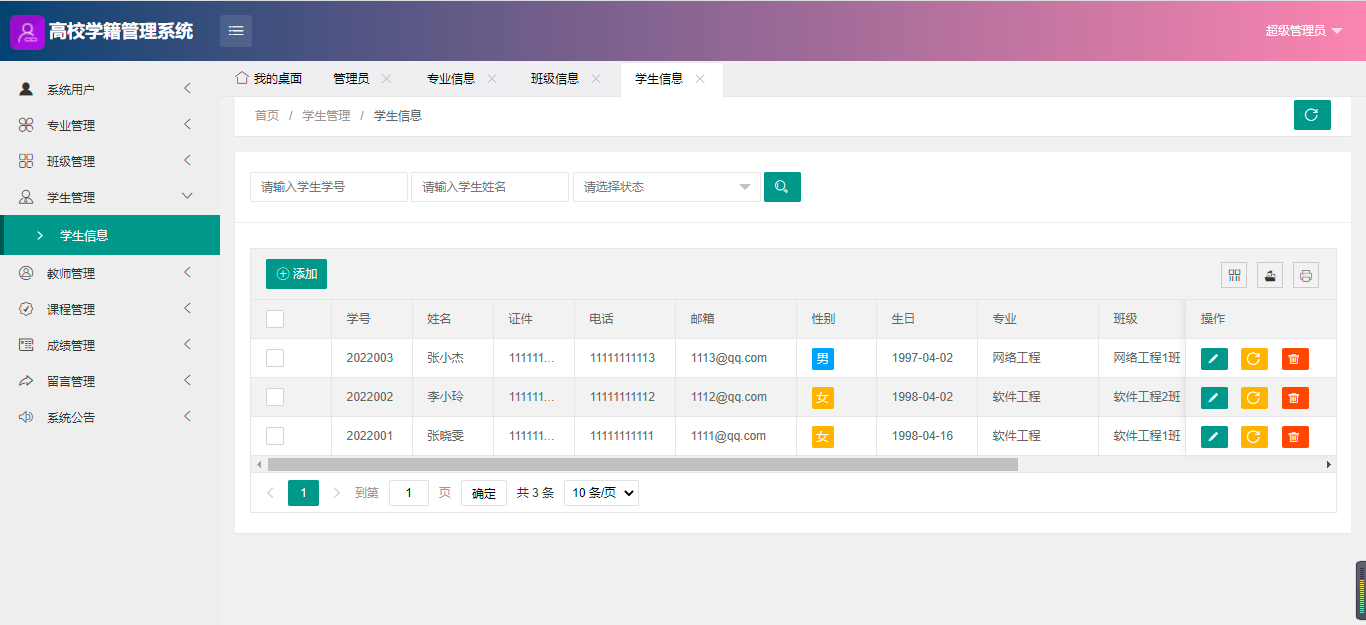 高校学籍管理系统
超级管理员
系统用户
专业管理
班级管理
学生管理
学生信息
教师管理
课程管理
成绩管理
留言管理
系统公告
我的桌面 管理员 专业信息 班级信息 学生信息
首页 / 学生管理 / 学生信息
请输入学生学号 请输入学生姓名 请选择状态
添加
学号 姓名 证件 电话 邮箱 性别 生日 专业 班级 操作
2022003 张小杰 111111... 11111111113 1113@qq.com 男 1997-04-02 网络工程 网络工程1班
2022002 李小玲 111111... 11111111112 1112@qq.com 女 1998-04-02 软件工程 软件工程2班
2022001 张晓雯 111111... 11111111111 1111@qq.com 女 1998-04-16 软件工程 软件工程1班
1 到第 1 页 确定 共 3 条 10 条/页